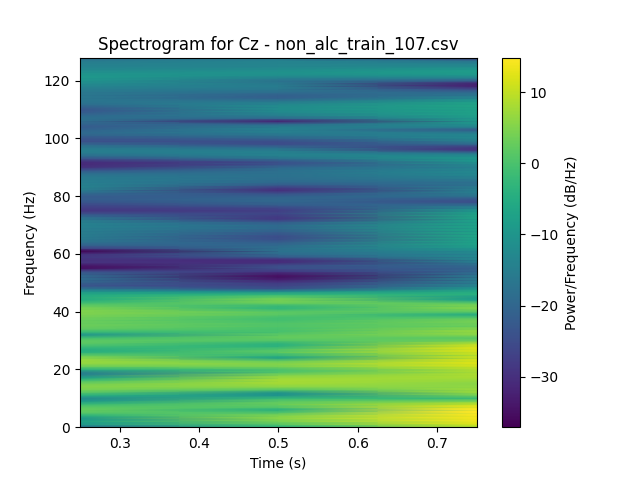 Spectrogram for Cz - non_alc_train_107.csv
120
100
80
60
40
20
0
Frequency (Hz)
0.3 0.4 0.5 0.6 0.7
Time (s)
10
0
−10
−20
−30
Power/Frequency (dB/Hz)